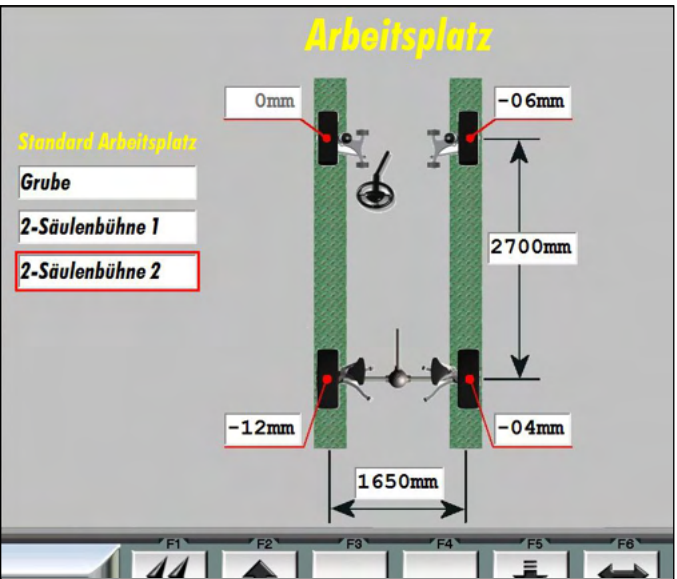 Arbeitsplatz
0mm
-06mm
Standard Arbeitsplatz
Grube
2-Säulenbühne 1
2-Säulenbühne 2
2700mm
-12mm
-04mm
1650mm
F1 F2 F3 F4 F5 F6